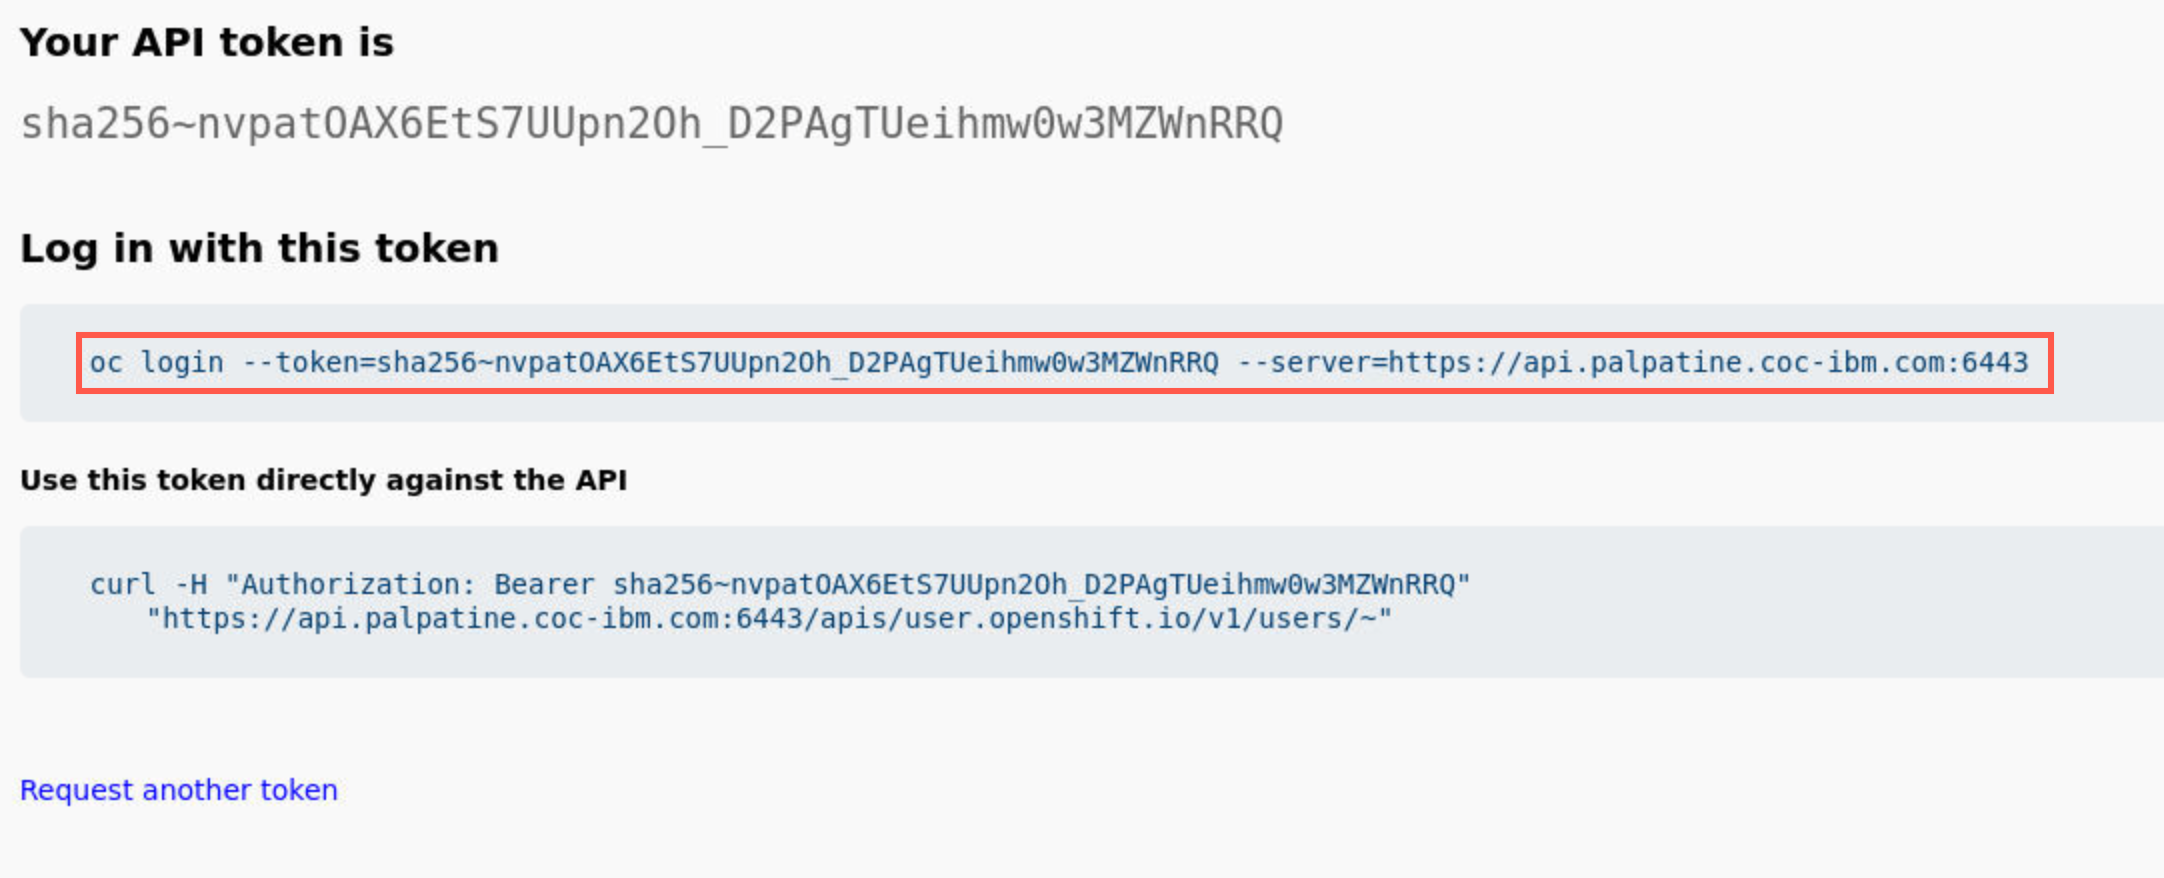 Your API token is
sha256~nvpatOAX6EtS7UUpn2Oh_D2PAgTUeihmw0w3MZWnRRQ
Log in with this token
oc login --token=sha256~nvpatOAX6EtS7UUpn2Oh_D2PAgTUeihmw0w3MZWnRRQ --server=https://api.palpatine.coc-ibm.com:6443
Use this token directly against the API
curl -H "Authorization: Bearer sha256~nvpatOAX6EtS7UUpn2Oh_D2PAgTUeihmw0w3MZWnRRQ"
"https://api.palpatine.coc-ibm.com:6443/apis/user.openshift.io/v1/users/~"
Request another token